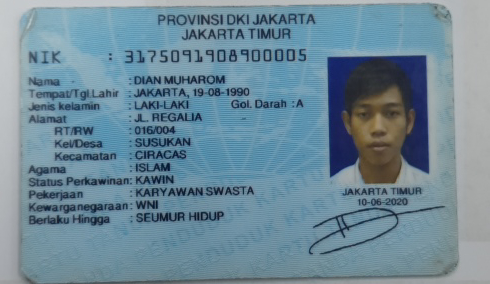 PROVINSI DKI JAKARTA
JAKARTA TIMUR
NIK : 3175091908900005
Nama : DIAN MUHAROM
Tempat/Tgl.Lahir : JAKARTA, 19-08-1990
Jenis kelamin : LAKI-LAKI Gol. Darah : A
Alamat : JL. REGALIA
RT/RW : 016/004
Kel/Desa : SUSUKAN
Kecamatan : CIRACAS
Agama : ISLAM
Status Perkawinan: KAWIN
Pekerjaan : KARYAWAN SWASTA
Kewarganegaraan: WNI
Berlaku Hingga : SEUMUR HIDUP
JAKARTA TIMUR
10-06-2020